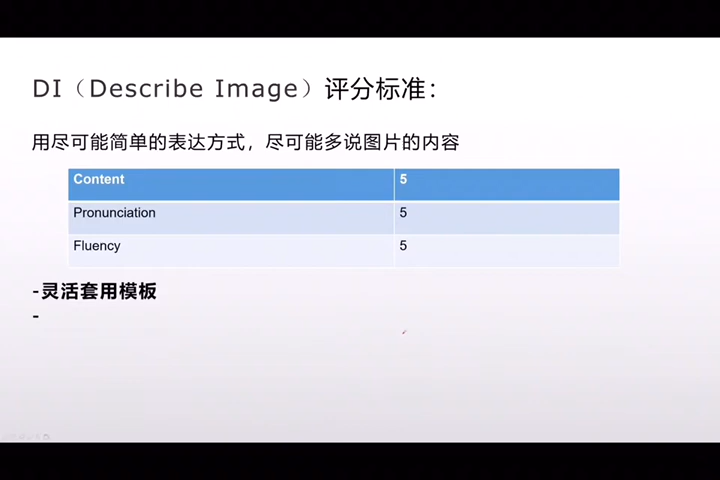 DI（Describe Image）评分标准：
用尽可能简单的表达方式，尽可能多说图片的内容
Content 5
Pronunciation 5
Fluency 5
-灵活套用模板
-